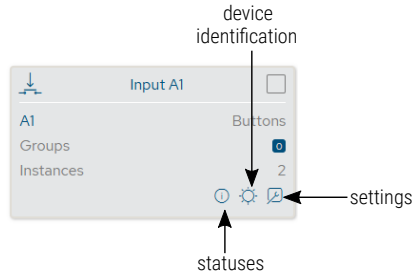 device
identification
Input A1
A1 Buttons
Groups 0
Instances 2
settings
statuses